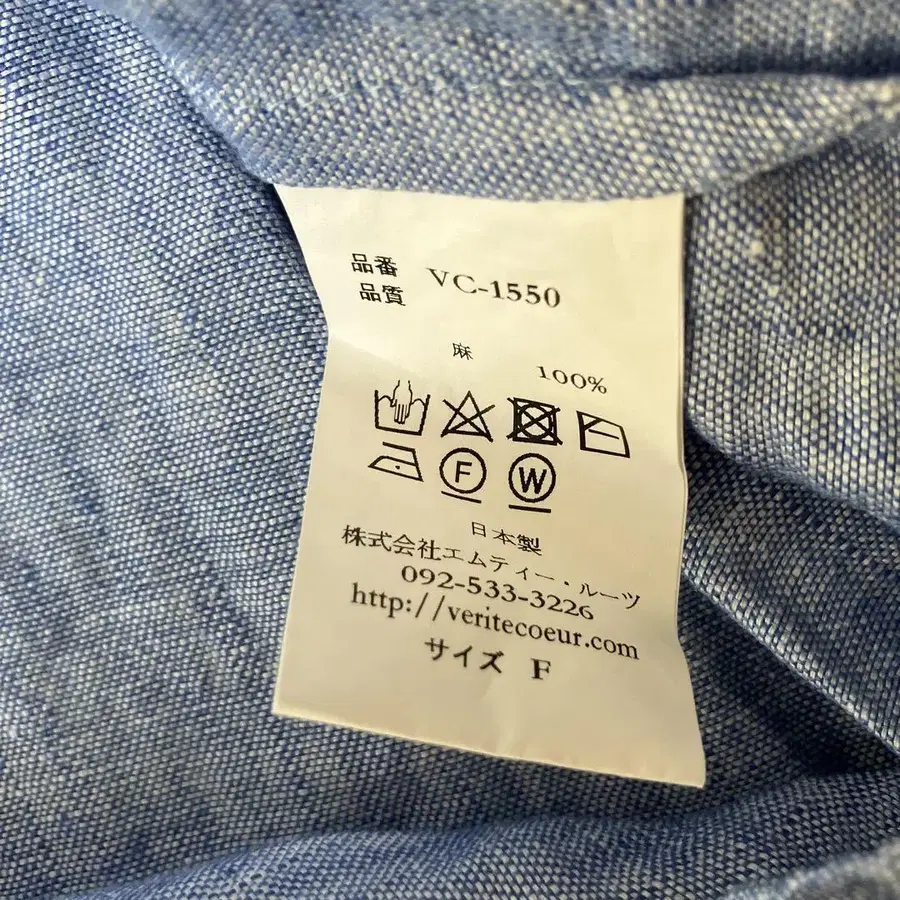 品番 VC-1550
品質
麻 100%
F W
日本製
株式会社エムティー・ルーツ
092-533-3226
http://veritecoeur.com
サイズ F